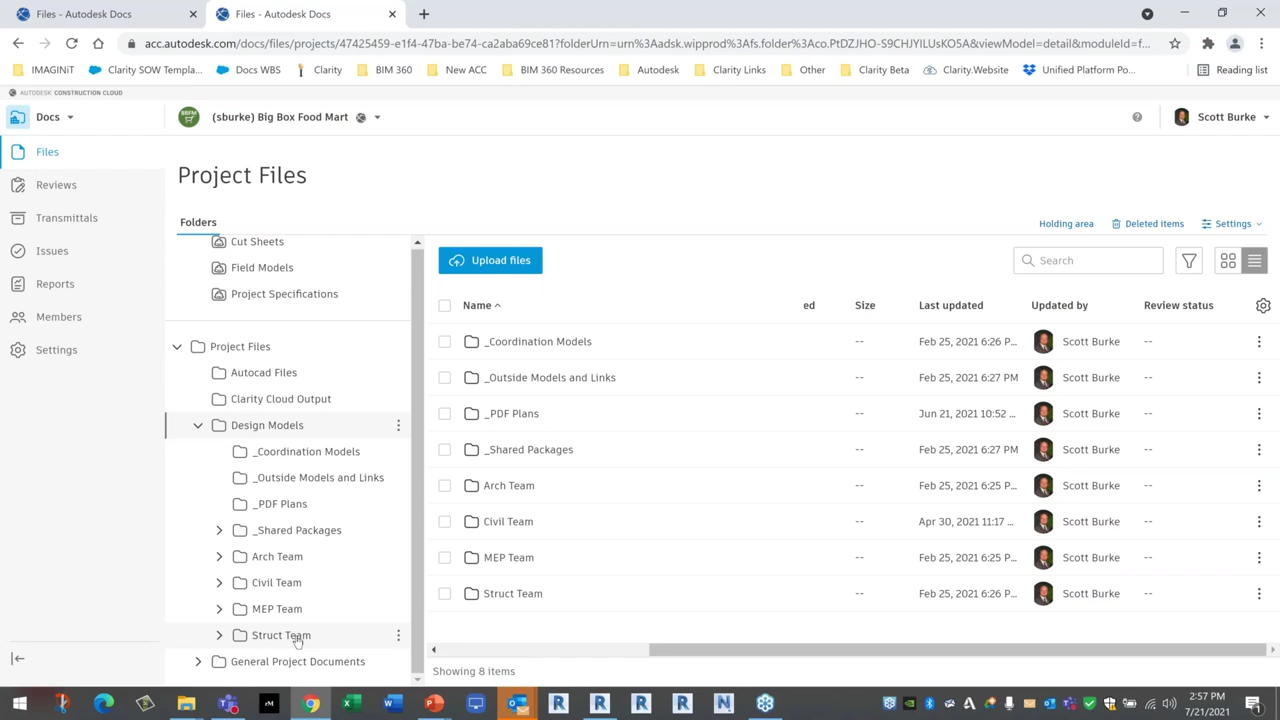 Files - Autodesk Docs
Files - Autodesk Docs
acc.autodesk.com/docs/files/projects/47425459-e1f4-47ba-be74-ca2aba69ce81?folderUrn=urn%3Aadsk.wipprod%3Afs.folder%3Aco.PtDZJHO-S9CHJYILUsKO5A&viewModel=detail&moduleId=f...
IMAGINiT
Clarity SOW Templa...
Docs WBS
Clarity
BIM 360
New ACC
BIM 360 Resources
Autodesk
Clarity Links
Other
Clarity Beta
Clarity.Website
Unified Platform Po...
Reading list
AUTODESK CONSTRUCTION CLOUD
Docs
BBFM
(sburke) Big Box Food Mart
Scott Burke
Files
Reviews
Transmittals
Issues
Reports
Members
Settings
Project Files
Folders
Holding area
Deleted items
Settings
Cut Sheets
Field Models
Project Specifications
Project Files
Autocad Files
Clarity Cloud Output
Design Models
_Coordination Models
_Outside Models and Links
_PDF Plans
_Shared Packages
Arch Team
Civil Team
MEP Team
Struct Team
General Project Documents
Upload files
Search
Name ed Size Last updated Updated by Review status
_Coordination Models -- Feb 25, 2021 6:26 P... Scott Burke --
_Outside Models and Links -- Feb 25, 2021 6:27 PM Scott Burke --
_PDF Plans -- Jun 21, 2021 10:52 ... Scott Burke --
_Shared Packages -- Feb 25, 2021 6:27 PM Scott Burke --
Arch Team -- Feb 25, 2021 6:25 P... Scott Burke --
Civil Team -- Apr 30, 2021 11:17 ... Scott Burke --
MEP Team -- Feb 25, 2021 6:25 P... Scott Burke --
Struct Team -- Feb 25, 2021 6:26 P... Scott Burke --
Showing 8 items
2:57 PM
7/21/2021